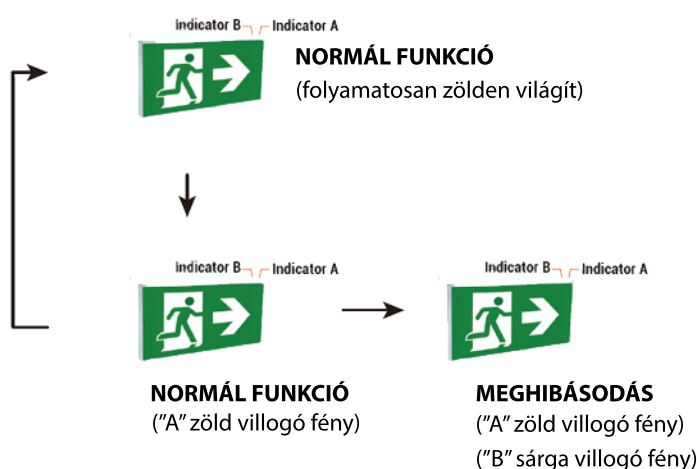 Indicator B Indicator A
NORMÁL FUNKCIÓ
(folyamatosan zölden világít)
Indicator B Indicator A
Indicator B Indicator A
NORMÁL FUNKCIÓ
("A" zöld villogó fény)
MEGHIBÁSODÁS
("A" zöld villogó fény)
("B" sárga villogó fény)